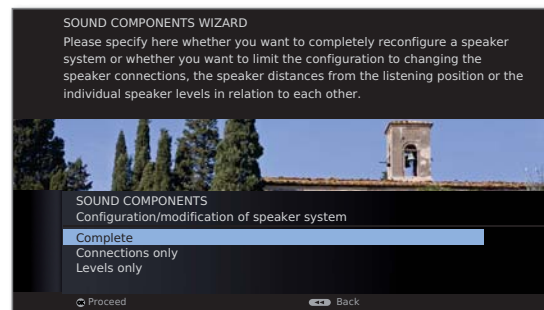 SOUND COMPONENTS WIZARD
Please specify here whether you want to completely reconfigure a speaker
system or whether you want to limit the configuration to changing the
speaker connections, the speaker distances from the listening position or the
individual speaker levels in relation to each other.
SOUND COMPONENTS
Configuration/modification of speaker system
Complete
Connections only
Levels only
OK Proceed
Back